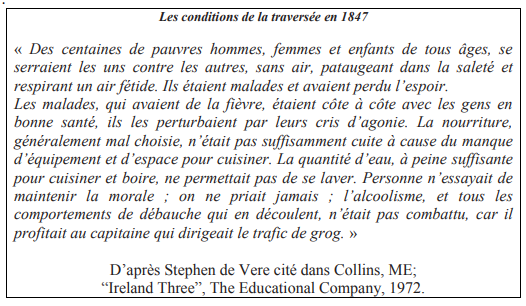 .
Les conditions de la traversée en 1847
« Des centaines de pauvres hommes, femmes et enfants de tous âges, se
serraient les uns contre les autres, sans air, pataugeant dans la saleté et
respirant un air fétide. Ils étaient malades et avaient perdu l'espoir.
Les malades, qui avaient de la fièvre, étaient côte à côte avec les gens en
bonne santé, ils les perturbaient par leurs cris d'agonie. La nourriture,
généralement mal choisie, n'était pas suffisamment cuite à cause du manque
d'équipement et d'espace pour cuisiner. La quantité d'eau, à peine suffisante
pour cuisiner et boire, ne permettait pas de se laver. Personne n'essayait de
maintenir la morale ; on ne priait jamais ; l'alcoolisme, et tous les
comportements de débauche qui en découlent, n'était pas combattu, car il
profitait au capitaine qui dirigeait le trafic de grog. »
D'après Stephen de Vere cité dans Collins, ME;
“Ireland Three”, The Educational Company, 1972.